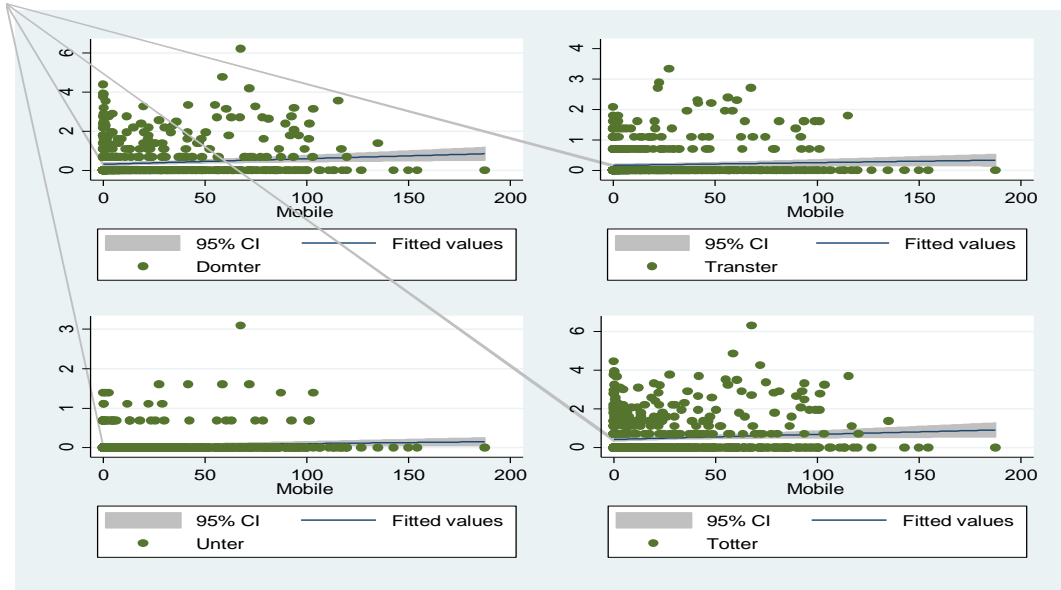 0 2 4 6
0 50 100 150 200
Mobile
95% CI Fitted values
Domter
0 1 2 3 4
0 50 100 150 200
Mobile
95% CI Fitted values
Transter
0 1 2 3
0 50 100 150 200
Mobile
95% CI Fitted values
Unter
0 2 4 6
0 50 100 150 200
Mobile
95% CI Fitted values
Totter